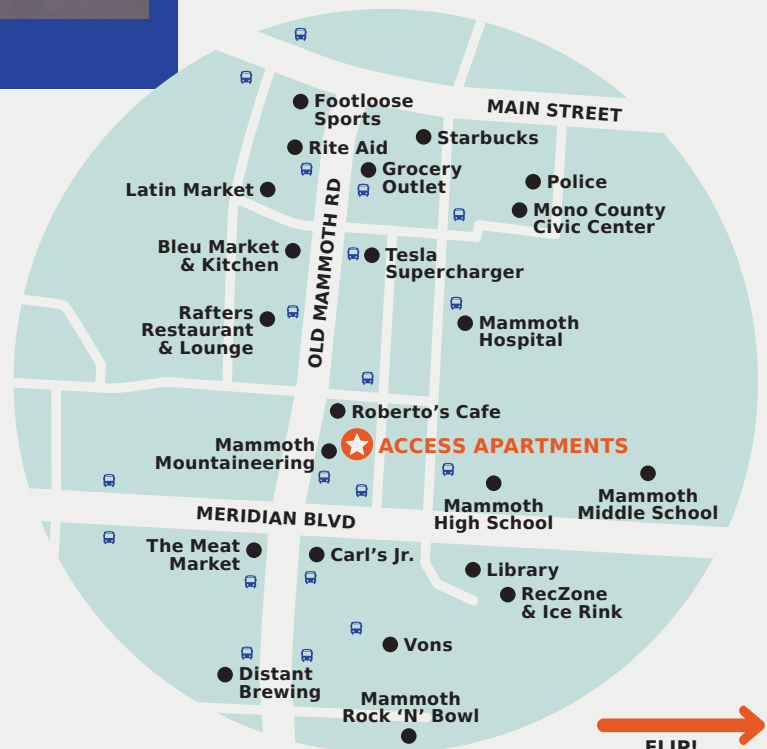 MAIN STREET
Footloose
Sports
Starbucks
Rite Aid
Grocery
Outlet
Latin Market
Police
Mono County
Civic Center
OLD MAMMOTH RD
Bleu Market
& Kitchen
Tesla
Supercharger
Rafters
Restaurant
& Lounge
Mammoth
Hospital
Roberto’s Cafe
ACCESS APARTMENTS
Mammoth
Mountaineering
Mammoth
High School
Mammoth
Middle School
MERIDIAN BLVD
The Meat
Market
Carl’s Jr.
Library
RecZone
& Ice Rink
Vons
Distant
Brewing
Mammoth
Rock ‘N’ Bowl
FLIP!